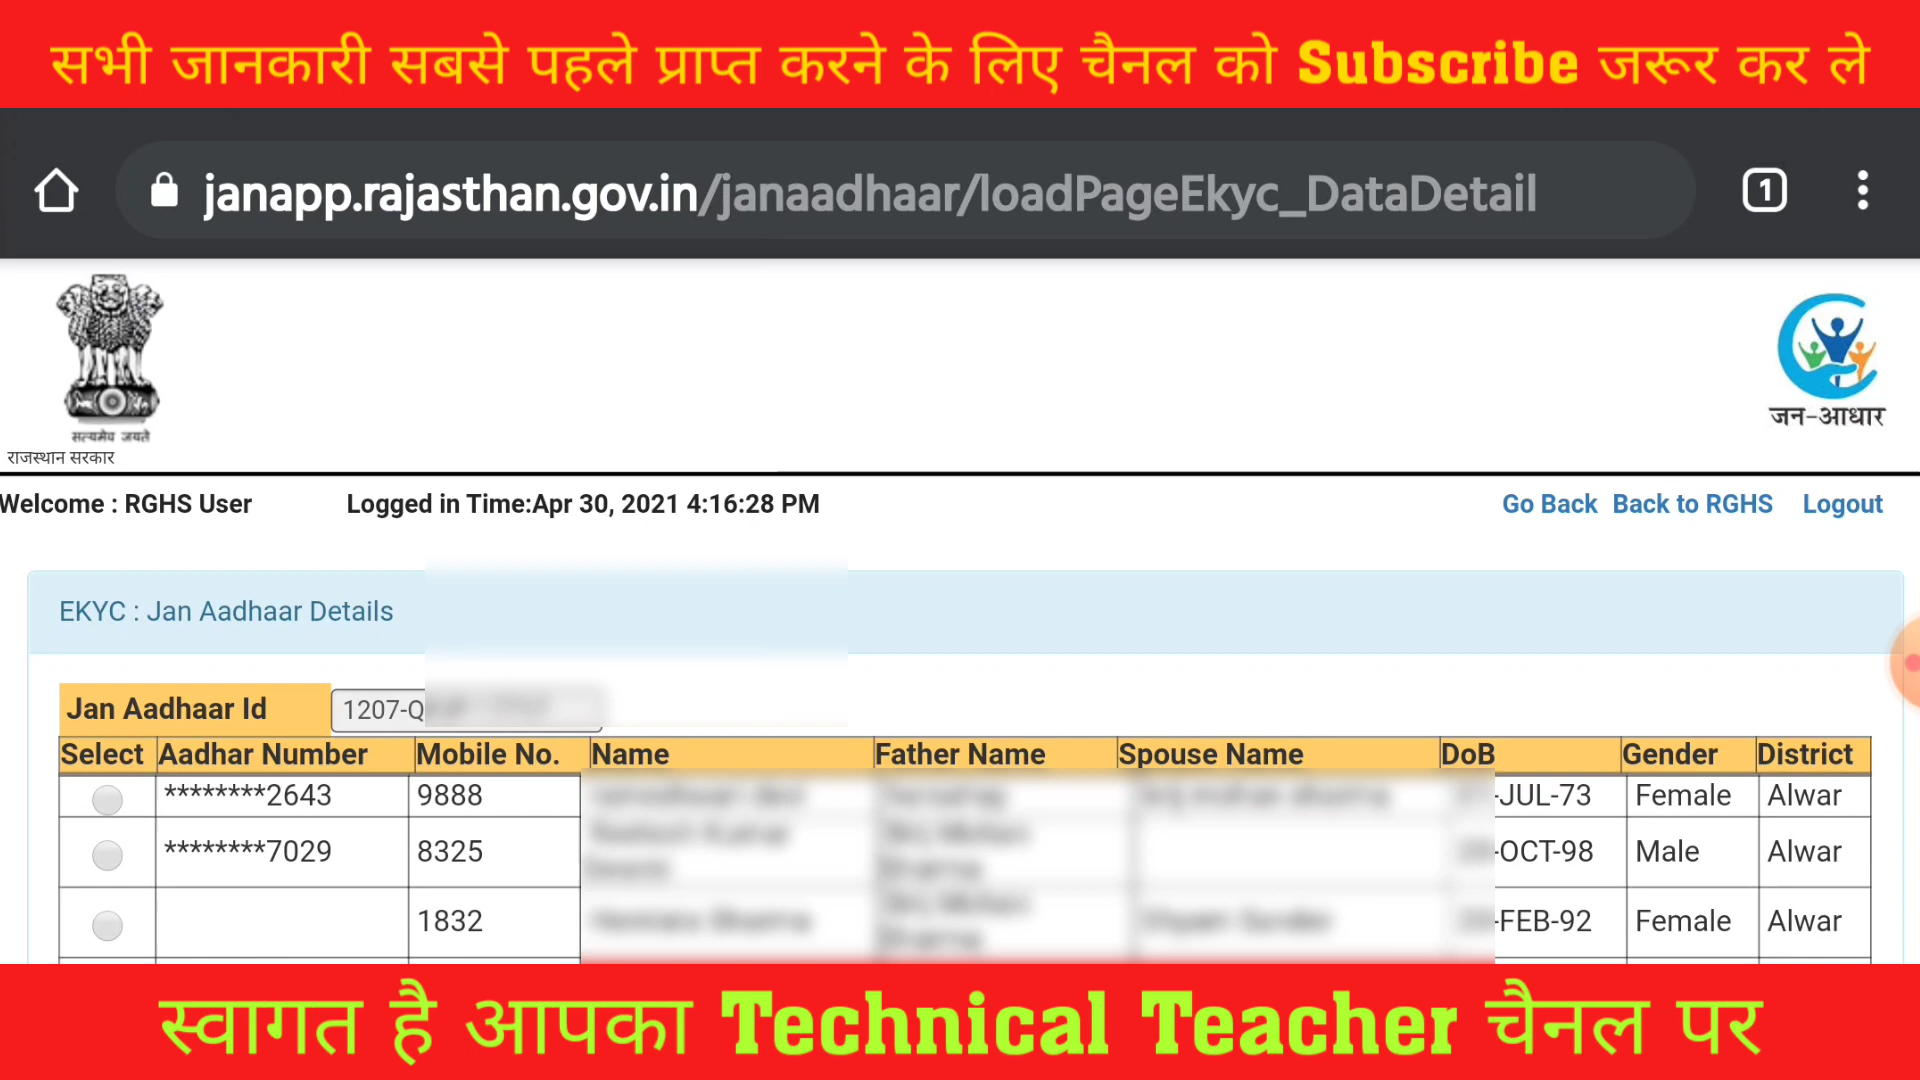 सभी जानकारी सबसे पहले प्राप्त करने के लिए चैनल को Subscribe जरूर कर ले
janapp.rajasthan.gov.in/janaadhaar/loadPageEkyc_DataDetail
1
सत्यमेव जयते
जन-आधार
राजस्थान सरकार
Welcome : RGHS User Logged in Time:Apr 30, 2021 4:16:28 PM Go Back Back to RGHS Logout
EKYC : Jan Aadhaar Details
Jan Aadhaar Id 1207-Q
Select Aadhar Number Mobile No. Name Father Name Spouse Name DoB Gender District
********2643 9888 -JUL-73 Female Alwar
********7029 8325 -OCT-98 Male Alwar
1832 -FEB-92 Female Alwar
स्वागत है आपका Technical Teacher चैनल पर